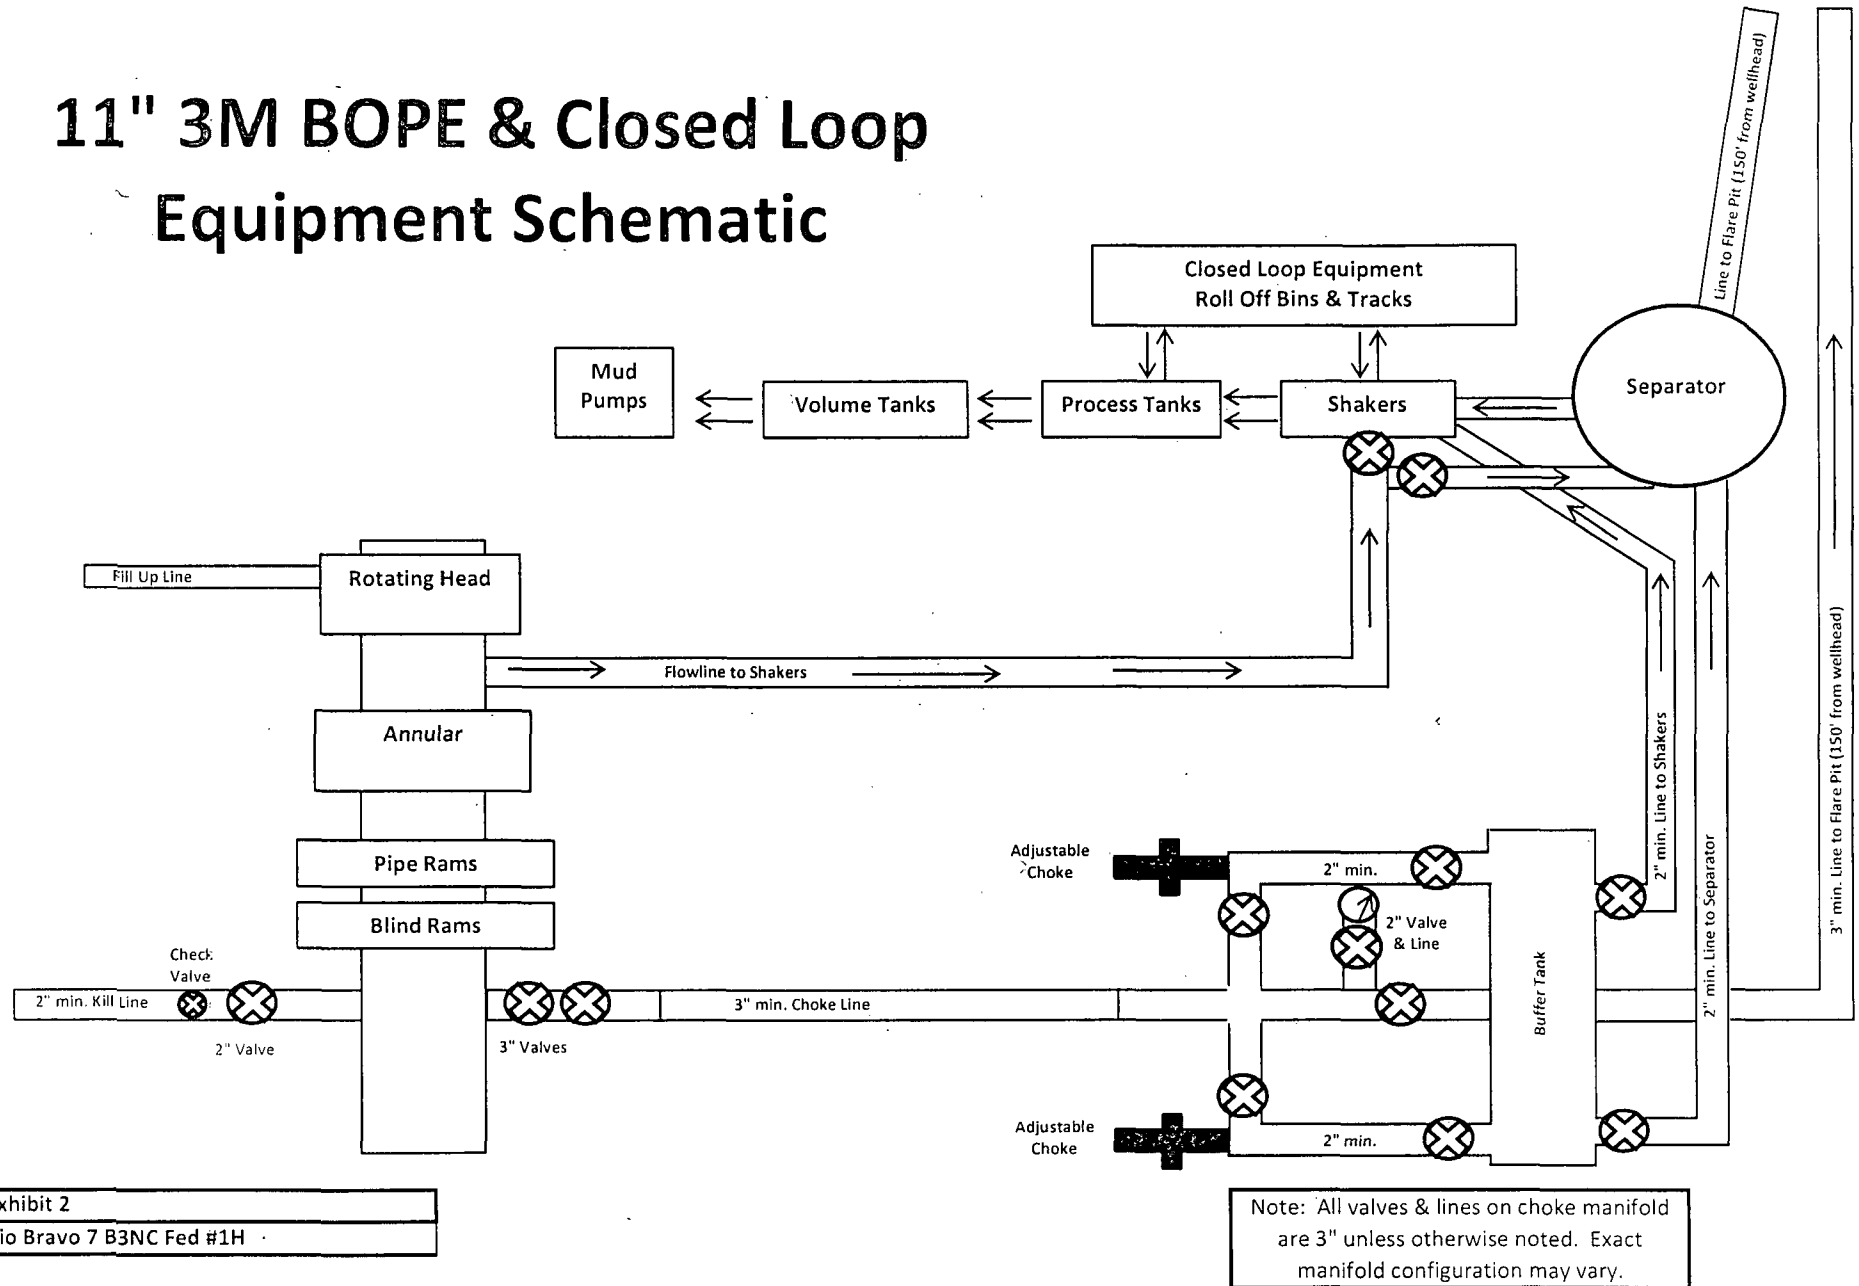 11" 3M BOPE & Closed Loop
Equipment Schematic
Line to Flare Pit (150' from wellhead)
Closed Loop Equipment
Roll Off Bins & Tracks
Mud
Pumps
Volume Tanks
Process Tanks
Shakers
Separator
Fill Up Line
Rotating Head
Flowline to Shakers
Annular
Pipe Rams
Blind Rams
Check
Valve
2" min. Kill Line
2" Valve
3" Valves
3" min. Choke Line
Adjustable
Choke
2" min.
2" Valve
& Line
Buffer Tank
Adjustable
Choke
2" min.
2" min. Line to Shakers
2" min. Line to Separator
3" min. Line to Flare Pit (150' from wellhead)
xhibit 2
io Bravo 7 B3NC Fed #1H
Note: All valves & lines on choke manifold
are 3" unless otherwise noted. Exact
manifold configuration may vary.